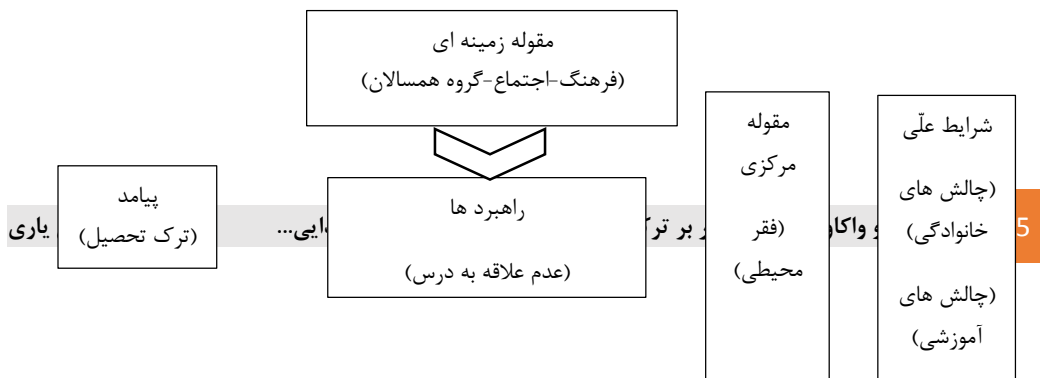 مقوله زمینه ای
(فرهنگ-اجتماع-گروه همسالان)
شرایط علّی
(چالش های
خانوادگی)
(چالش های
آموزشی)
مقوله
مرکزی
(فقر
محیطی)
راهبرد ها
(عدم علاقه به درس)
پیامد
(ترک تحصیل)
5
و واکاو
ر بر ترک
دایی...
یاری